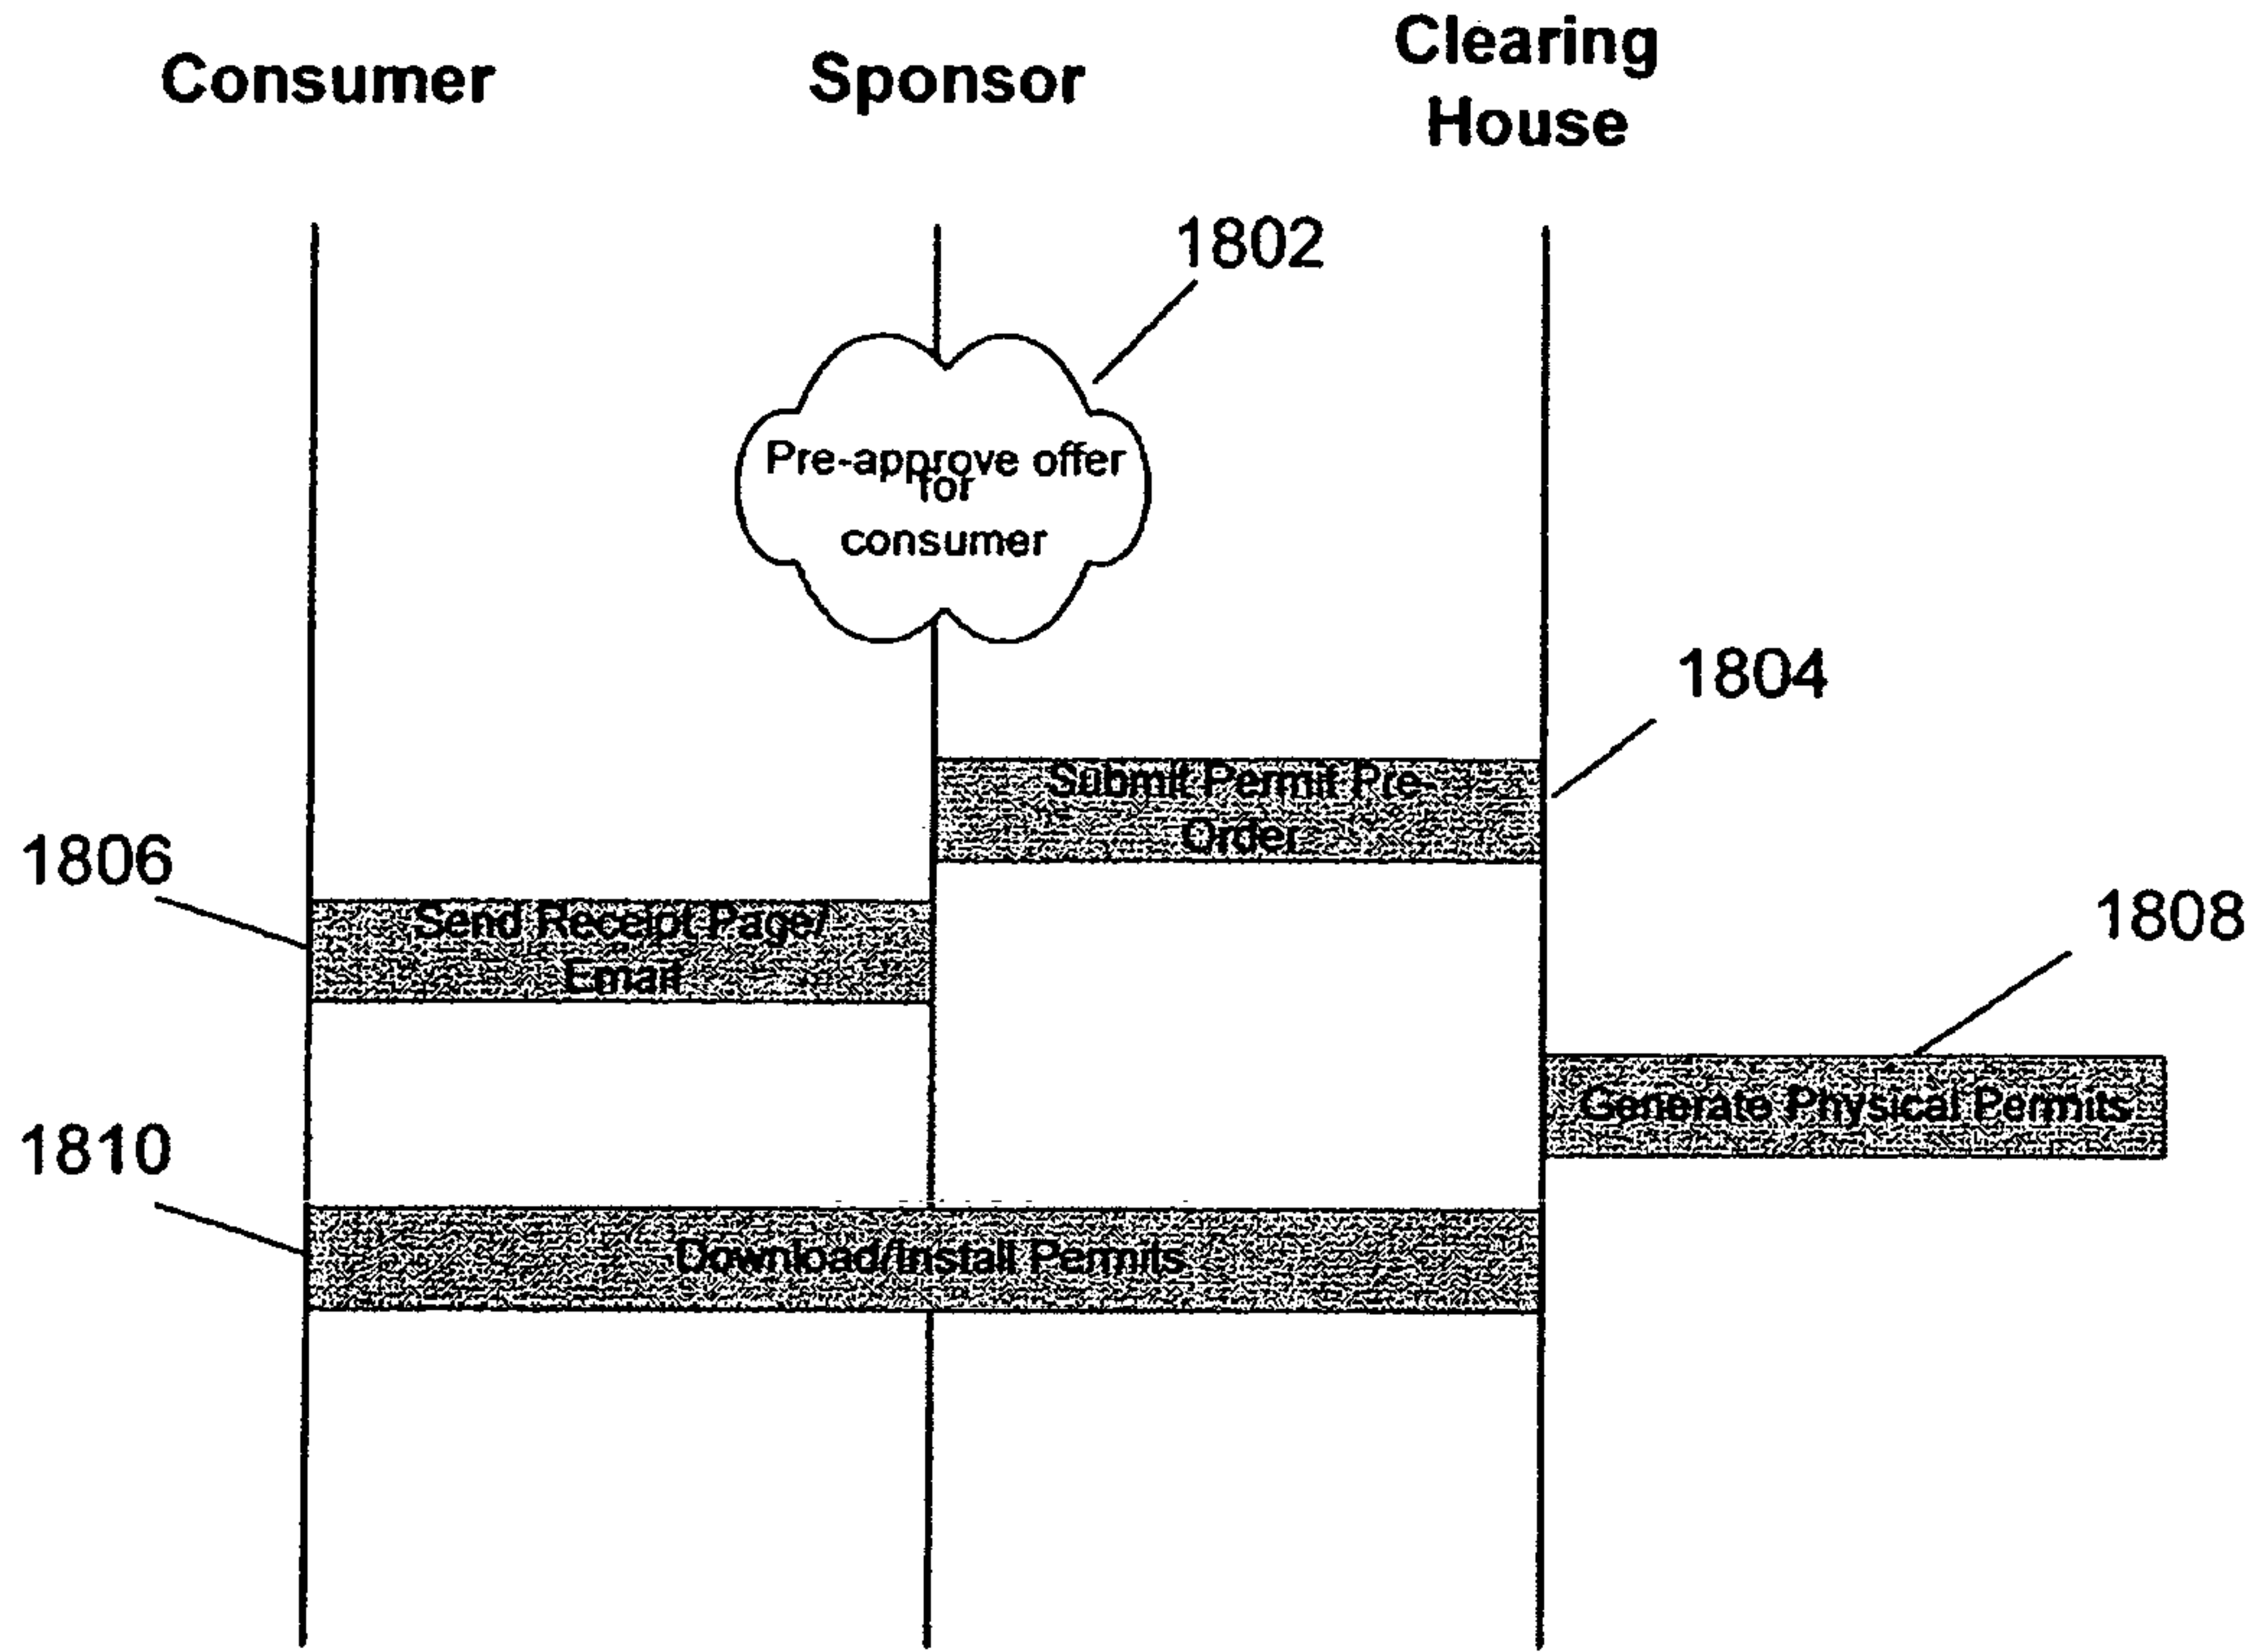 Consumer
Sponsor
Clearing
House
1802
Pre-approve offer
for
consumer
1804
Submit Permit Pre-
Order
1806
Send Receipt Page/
Email
1808
Generate Physical Permits
1810
Download/Install Permits